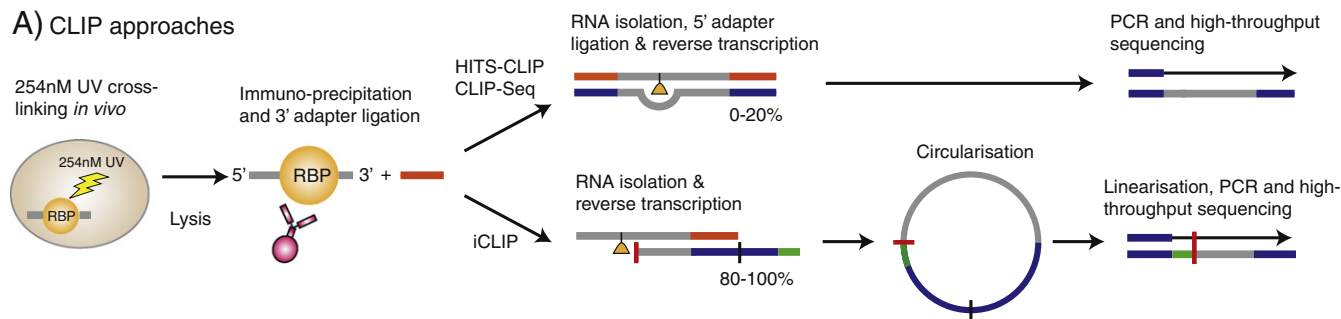 A) CLIP approaches
254nM UV cross-
linking in vivo
254nM UV
RBP
Lysis
Immuno-precipitation
and 3' adapter ligation
5'
RBP
3' +
HITS-CLIP
CLIP-Seq
iCLIP
RNA isolation, 5' adapter
ligation & reverse transcription
0-20%
PCR and high-throughput
sequencing
RNA isolation &
reverse transcription
80-100%
Circularisation
Linearisation, PCR and high-
throughput sequencing